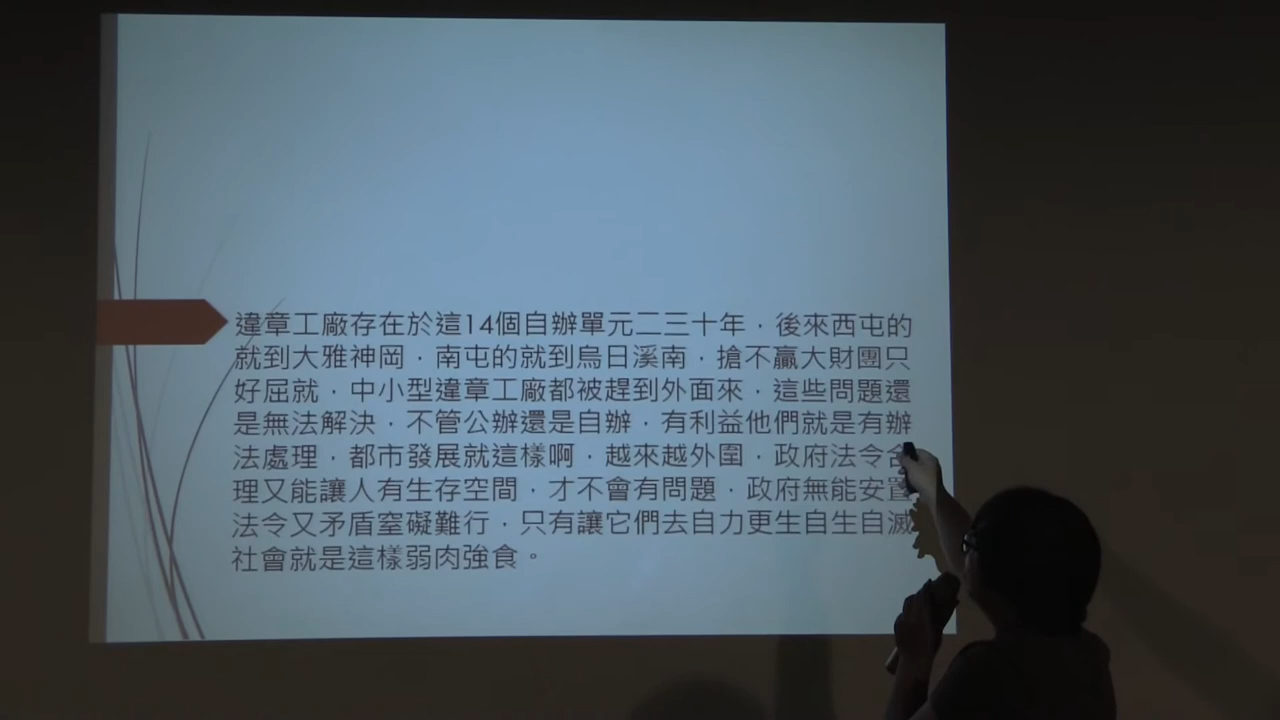 違章工廠存在於這14個自辦單元二三十年，後來西屯的
就到大雅神岡，南屯的就到烏日溪南，搶不贏大財團只
好屈就，中小型違章工廠都被趕到外面來，這些問題還
是無法解決，不管公辦還是自辦，有利益他們就是有辦
法處理，都市發展就這樣啊，越來越外圍，政府法令合
理又能讓人有生存空間，才不會有問題，政府無能安置
法令又矛盾窒礙難行，只有讓它們去自力更生自生自滅
社會就是這樣弱肉強食。